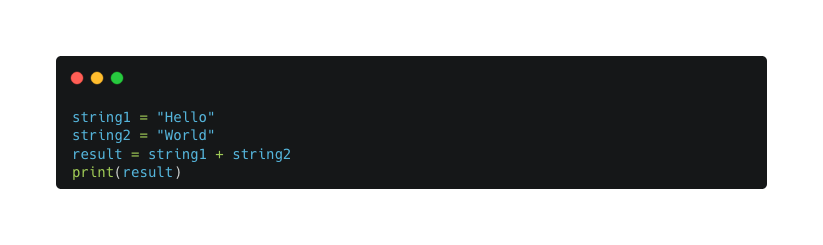 string1 = "Hello"
string2 = "World"
result = string1 + string2
print(result)